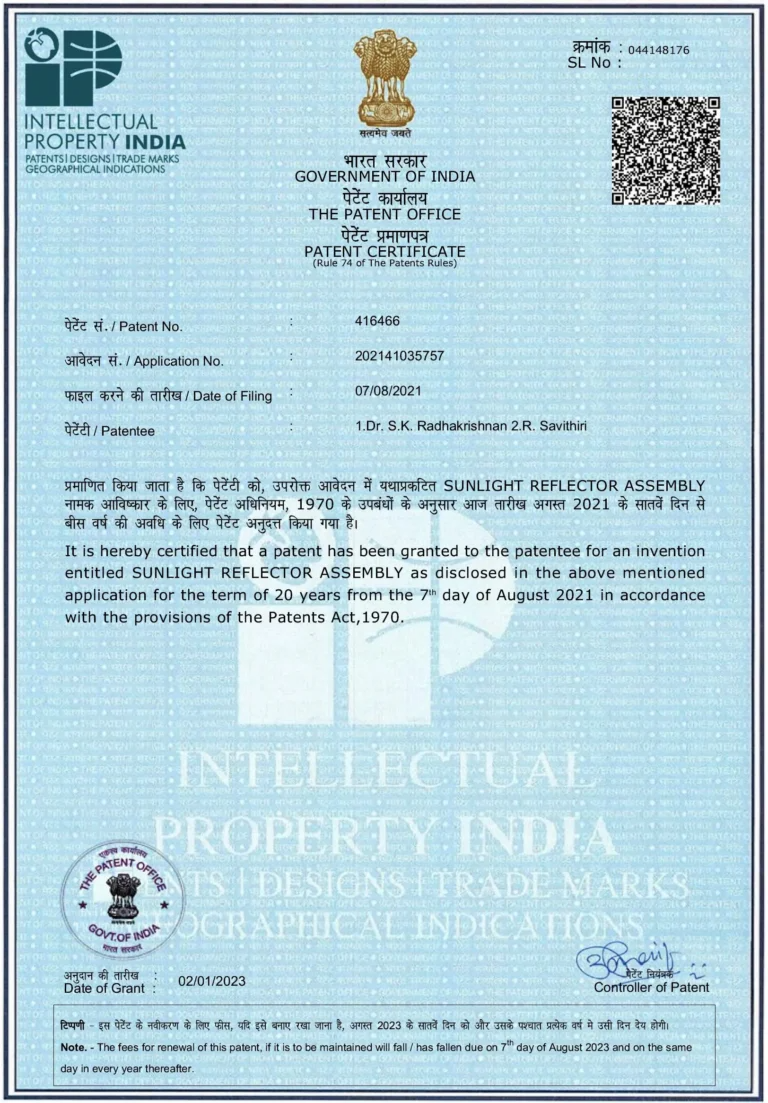 INTELLECTUAL
PROPERTY INDIA
PATENTS | DESIGNS | TRADE MARKS
GEOGRAPHICAL INDICATIONS
सत्यमेव जयते
क्रमांक : 044148176
SL No :
भारत सरकार
GOVERNMENT OF INDIA
पेटेंट कार्यालय
THE PATENT OFFICE
पेटेंट प्रमाणपत्र
PATENT CERTIFICATE
(Rule 74 of The Patents Rules)
पेटेंट सं. / Patent No. : 416466
आवेदन सं. / Application No. : 202141035757
फाइल करने की तारीख / Date of Filing : 07/08/2021
पेटेंटी / Patentee : 1.Dr. S.K. Radhakrishnan 2.R. Savithiri
प्रमाणित किया जाता है कि पेटेंटी को, उपरोक्त आवेदन में यथाप्रकटित SUNLIGHT REFLECTOR ASSEMBLY
नामक आविष्कार के लिए, पेटेंट अधिनियम, 1970 के उपबंधों के अनुसार आज तारीख अगस्त 2021 के सातवें दिन से
बीस वर्ष की अवधि के लिए पेटेंट अनुदत्त किया गया है।
It is hereby certified that a patent has been granted to the patentee for an invention
entitled SUNLIGHT REFLECTOR ASSEMBLY as disclosed in the above mentioned
application for the term of 20 years from the 7th day of August 2021 in accordance
with the provisions of the Patents Act,1970.
INTELLECTUAL
PROPERTY INDIA
TS | DESIGNS | TRADE MARKS
OGRAPHICAL INDICATIONS
THE PATENT OFFICE
GOVT.OF INDIA
भारत सरकार
अनुदान की तारीख :
Date of Grant : 02/01/2023
पेटेंट नियंत्रक
Controller of Patent
टिप्पणी - इस पेटेंट के नवीकरण के लिए फीस, यदि इसे बनाए रखा जाना है, अगस्त 2023 के सातवें दिन को और उसके पश्चात प्रत्येक वर्ष मे उसी दिन देय होगी।
Note. - The fees for renewal of this patent, if it is to be maintained will fall / has fallen due on 7th day of August 2023 and on the same
day in every year thereafter.